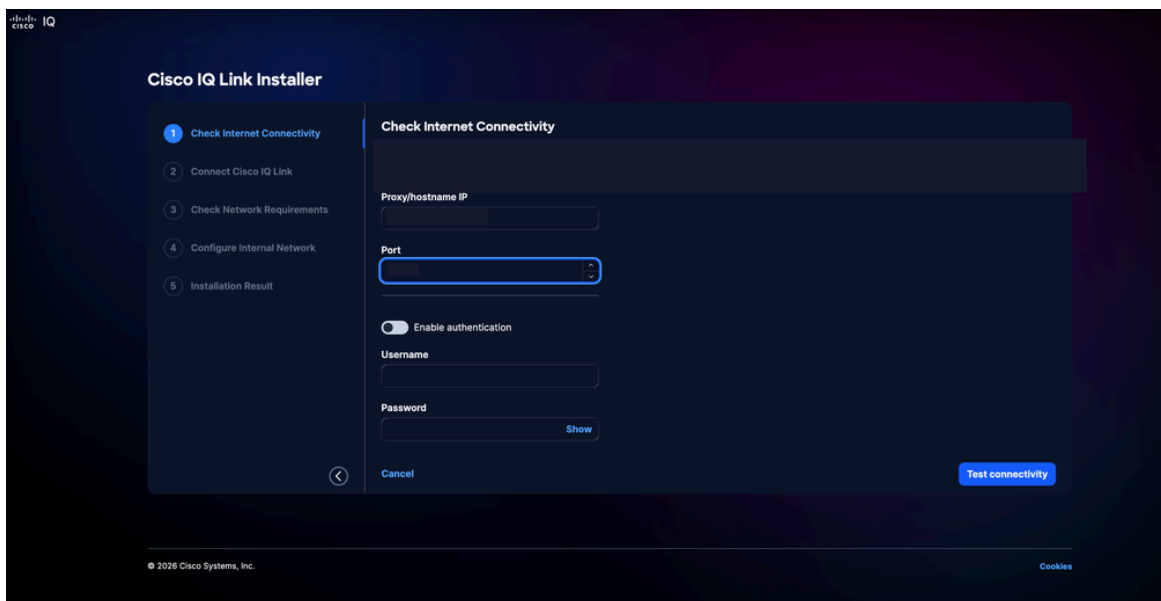 cisco IQ
Cisco IQ Link Installer
1 Check Internet Connectivity
2 Connect Cisco IQ Link
3 Check Network Requirements
4 Configure Internal Network
5 Installation Result
Check Internet Connectivity
Proxy/hostname IP
Port
Enable authentication
Username
Password
Show
Cancel
Test connectivity
© 2026 Cisco Systems, Inc.
Cookies